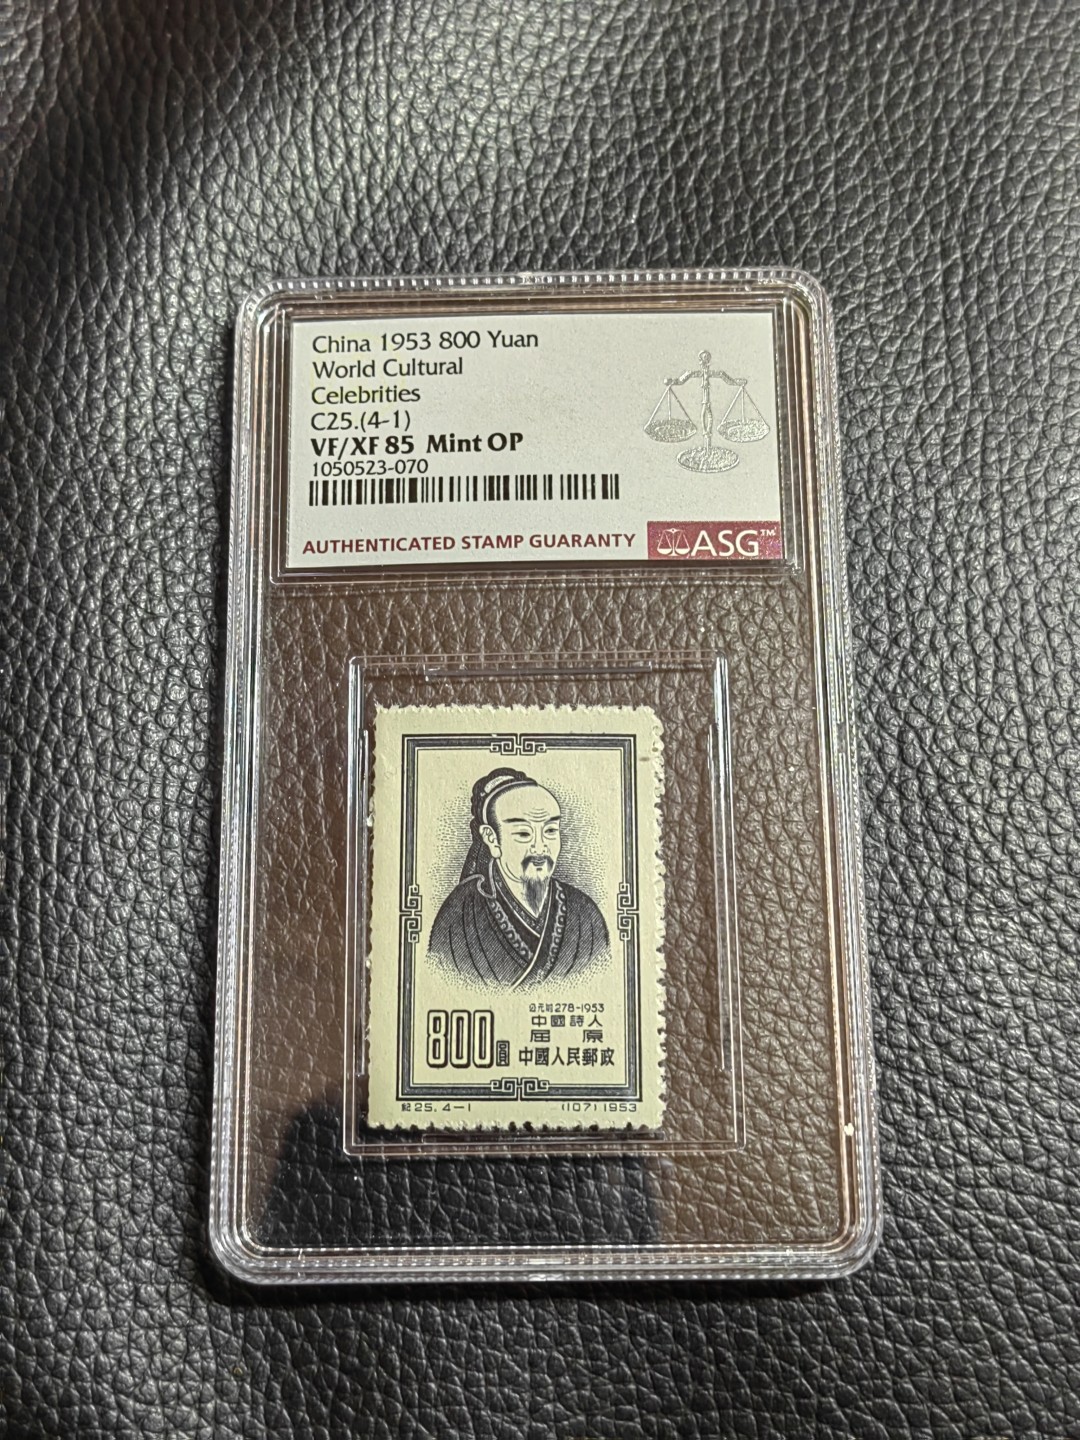 China 1953 800 Yuan
World Cultural
Celebrities
C25.(4-1)
VF/XF 85 Mint OP
1050523-070
AUTHENTICATED STAMP GUARANTY
ASG™
公元前278-1953
中國詩人
屈原
800圓
中國人民郵政
紀25.4-1
(107)1953